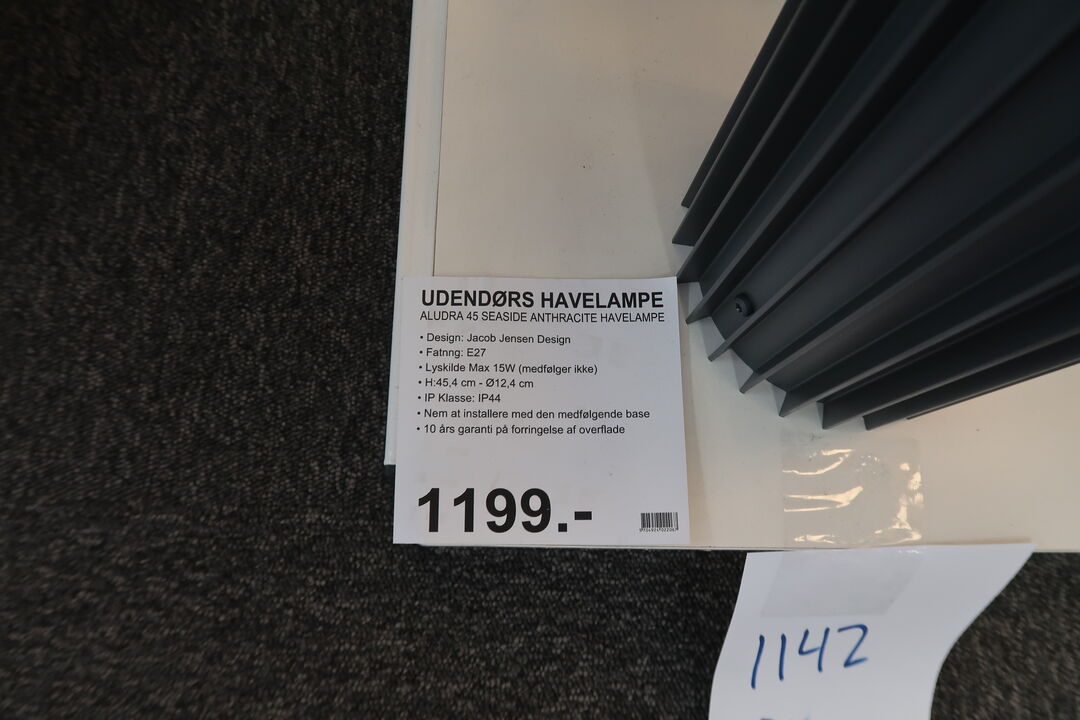 UDENDØRS HAVELAMPE
ALUDRA 45 SEASIDE ANTHRACITE HAVELAMPE
• Design: Jacob Jensen Design
• Fatnng: E27
• Lyskilde Max 15W (medfølger ikke)
• H:45,4 cm - Ø12,4 cm
• IP Klasse: IP44
• Nem at installere med den medfølgende base
• 10 års garanti på forringelse af overflade
1199.-
1142